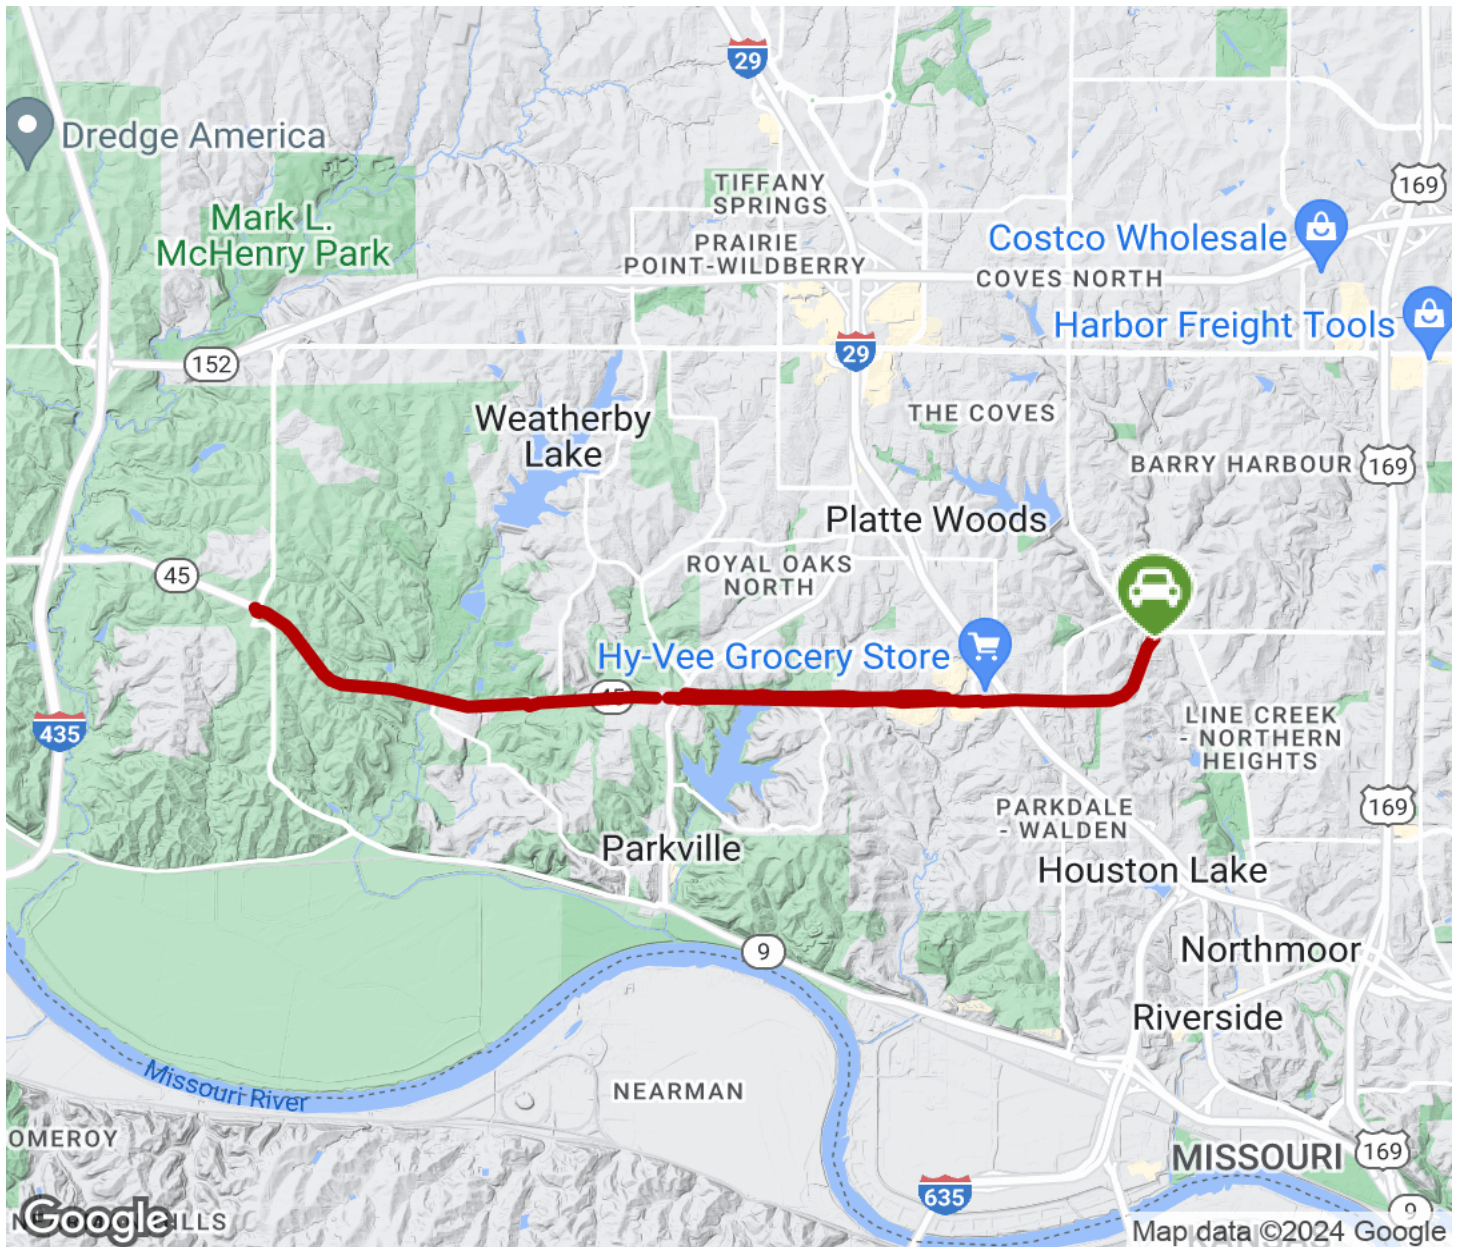 29
Dredge America
TIFFANY
SPRINGS
169
Mark L.
McHenry Park
PRAIRIE
POINT-WILDBERRY
Costco Wholesale
COVES NORTH
Harbor Freight Tools
152
29
Weatherby
Lake
THE COVES
BARRY HARBOUR
169
Platte Woods
ROYAL OAKS
NORTH
45
Hy-Vee Grocery Store
45
435
LINE CREEK
- NORTHERN
HEIGHTS
PARKDALE
- WALDEN
169
Parkville
Houston Lake
9
Northmoor
Riverside
Missouri River
NEARMAN
OMEROY
MISSOURI
169
635
9
Google
ILLS
Map data ©2024 Google